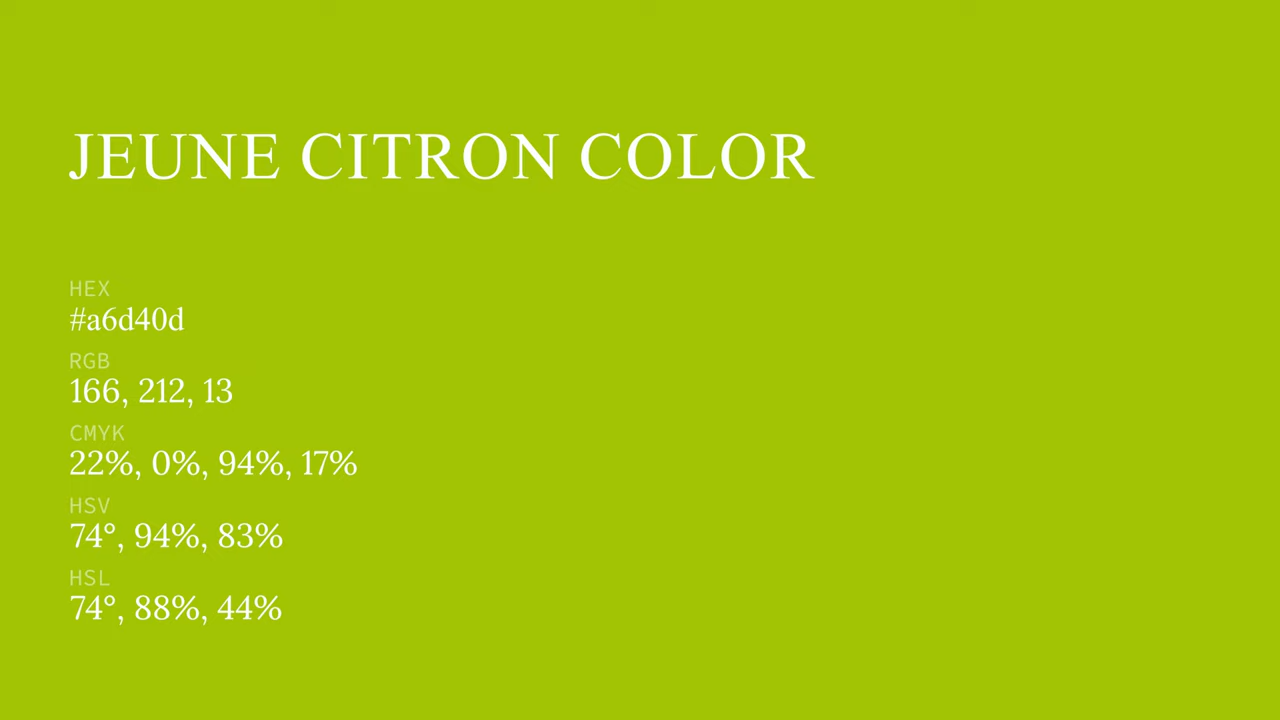 JEUNE CITRON COLOR
HEX
#a6d40d
RGB
166, 212, 13
CMYK
22%, 0%, 94%, 17%
HSV
74°, 94%, 83%
HSL
74°, 88%, 44%